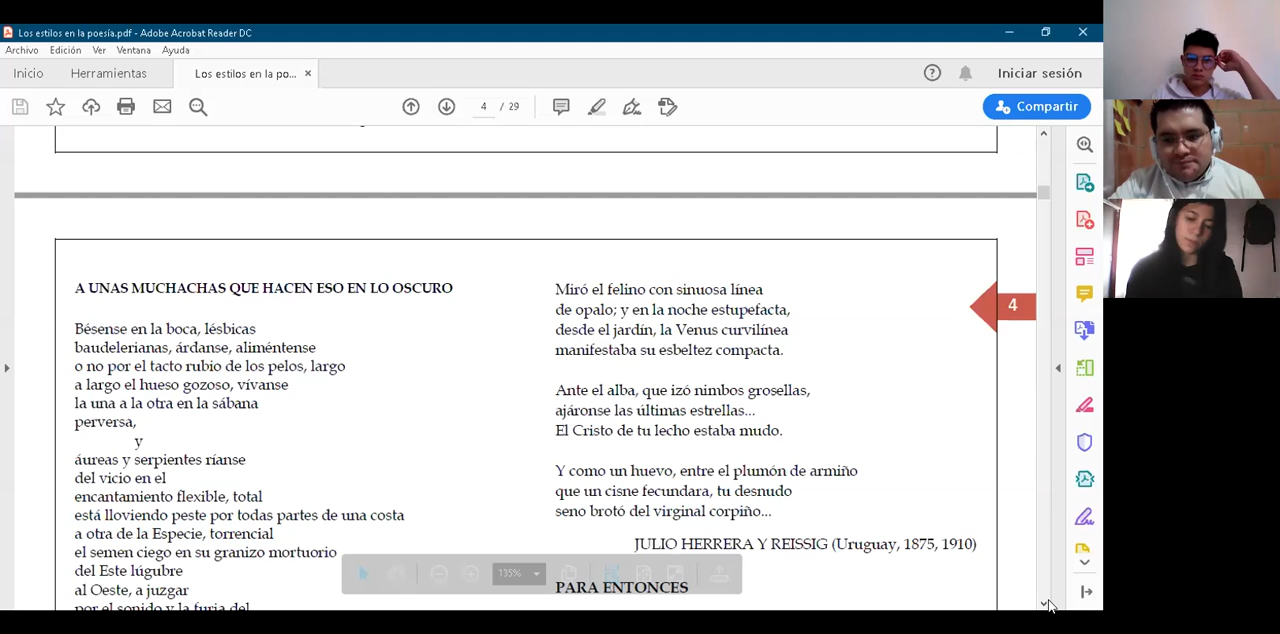 Los estilos en la poesía.pdf - Adobe Acrobat Reader DC
Archivo Edición Ver Ventana Ayuda
Inicio Herramientas Los estilos en la po... × Iniciar sesión
4 / 29 Compartir
A UNAS MUCHACHAS QUE HACEN ESO EN LO OSCURO
Bésense en la boca, lésbicas
baudelerianas, árdanse, aliméntense
o no por el tacto rubio de los pelos, largo
a largo el hueso gozoso, vívanse
la una a la otra en la sábana
perversa,
y
áureas y serpientes ríanse
del vicio en el
encantamiento flexible, total
está lloviendo peste por todas partes de una costa
a otra de la Especie, torrencial
el semen ciego en su granizo mortuorio
del Este lúgubre
al Oeste, a juzgar
por el sonido y la furia del
Miró el felino con sinuosa línea
de opalo; y en la noche estupefacta,
desde el jardín, la Venus curvilínea
manifestaba su esbeltez compacta.
Ante el alba, que izó nimbos grosellas,
ajáronse las últimas estrellas...
El Cristo de tu lecho estaba mudo.
Y como un huevo, entre el plumón de armiño
que un cisne fecundara, tu desnudo
seno brotó del virginal corpiño...
JULIO HERRERA Y REISSIG (Uruguay, 1875, 1910)
PARA ENTONCES
4
135%